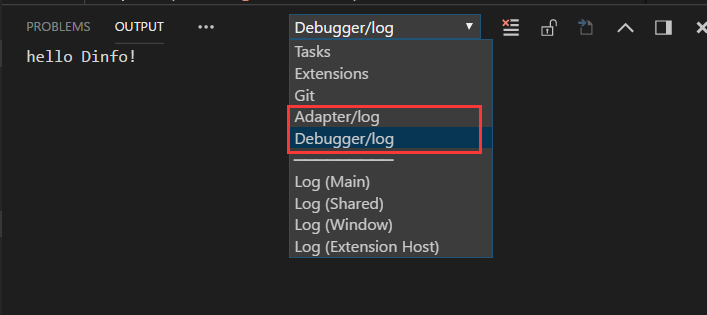 PROBLEMS OUTPUT ••• Debugger/log
hello Dinfo!
Tasks
Extensions
Git
Adapter/log
Debugger/log
Log (Main)
Log (Shared)
Log (Window)
Log (Extension Host)